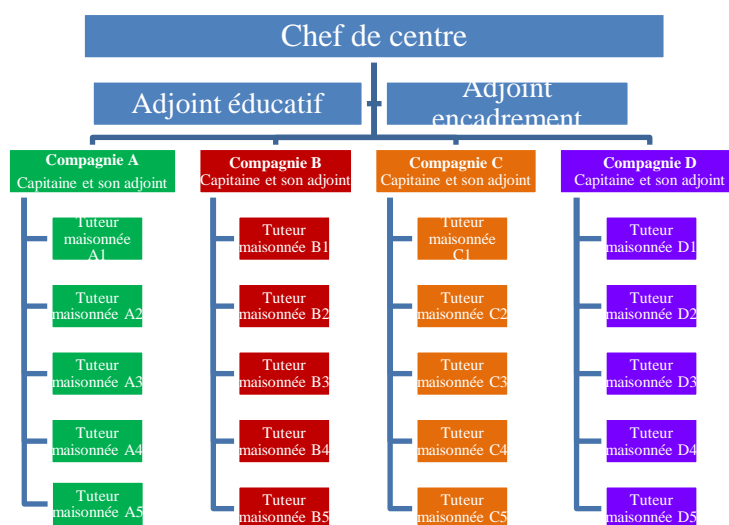 Chef de centre
Adjoint éducatif
Adjoint
encadrement
Compagnie A
Capitaine et son adjoint
Tuteur
maisonnée
A1
Tuteur
maisonnée A2
Tuteur
maisonnée A3
Tuteur
maisonnée A4
Tuteur
maisonnée A5
Compagnie B
Capitaine et son adjoint
Tuteur
maisonnée B1
Tuteur
maisonnée B2
Tuteur
maisonnée B3
Tuteur
maisonnée B4
Tuteur
maisonnée B5
Compagnie C
Capitaine et son adjoint
Tuteur
maisonnée
C1
Tuteur
maisonnée C2
Tuteur
maisonnée C3
Tuteur
maisonnée C4
Tuteur
maisonnée C5
Compagnie D
Capitaine et son adjoint
Tuteur
maisonnée D1
Tuteur
maisonnée D2
Tuteur
maisonnée D3
Tuteur
maisonnée D4
Tuteur
maisonnée D5